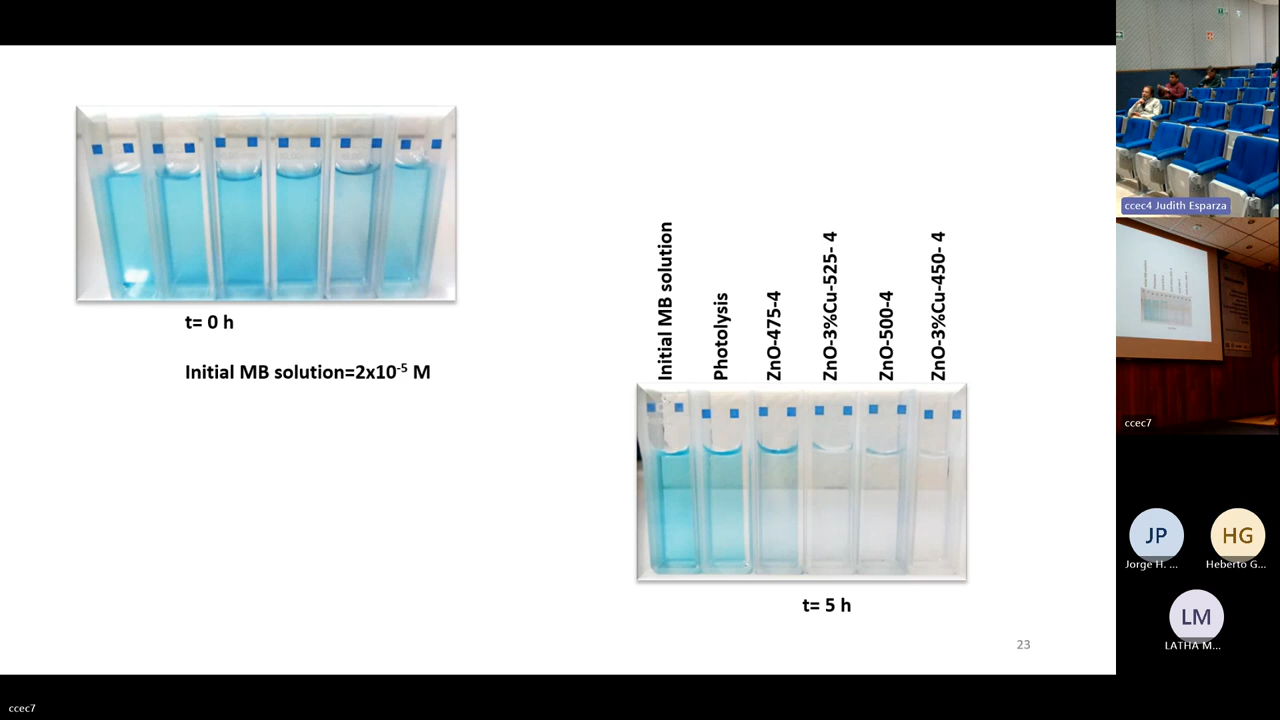 t= 0 h
Initial MB solution=2x10⁻⁵ M
Initial MB solution
Photolysis
ZnO-475-4
ZnO-3%Cu-525- 4
ZnO-500-4
ZnO-3%Cu-450- 4
t= 5 h
23
ccec4 Judith Esparza
ccec7
JP
Jorge H. ...
HG
Heberto G...
LM
LATHA M...
ccec7